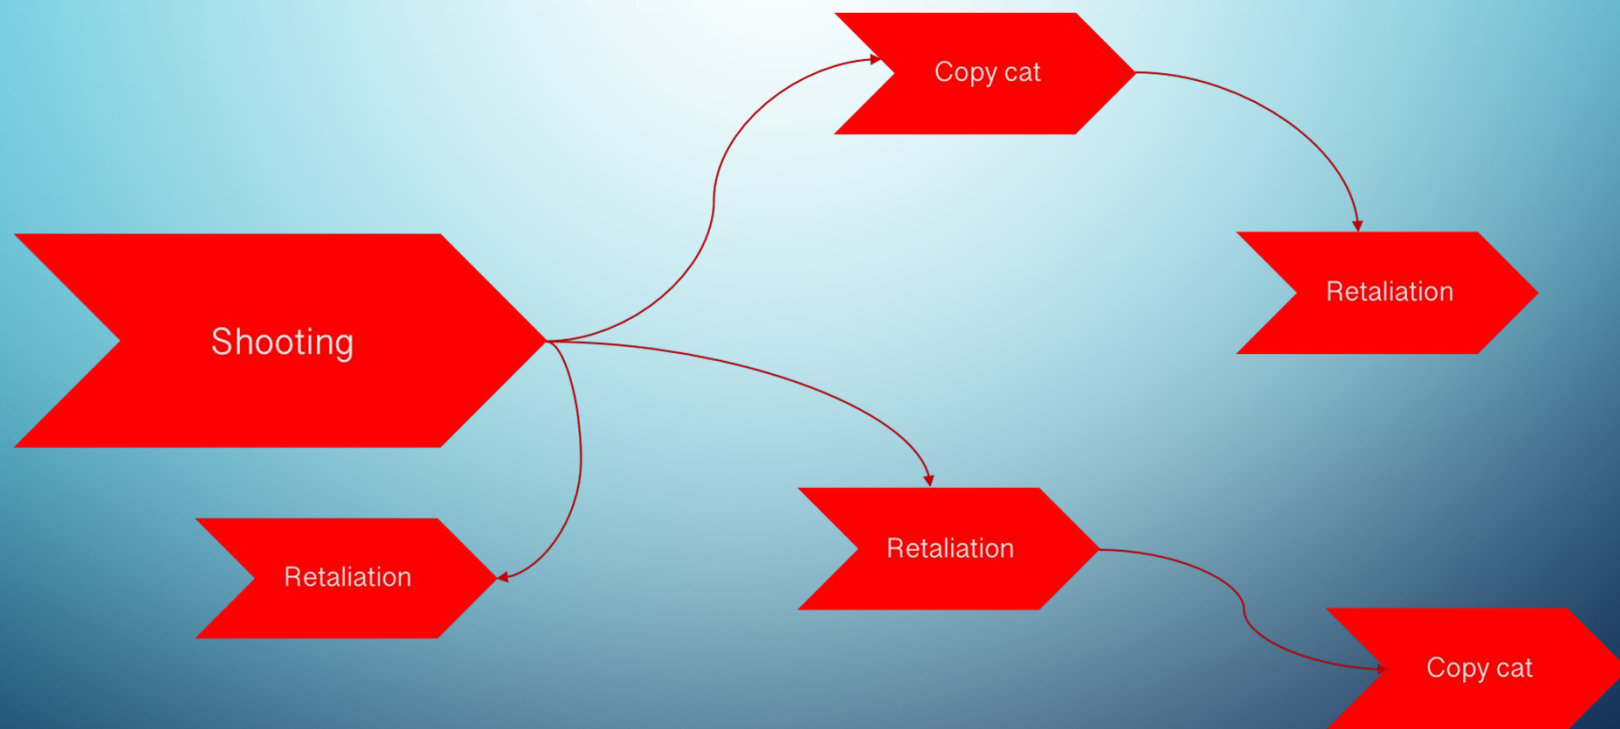 Copy cat
Retaliation
Shooting
Retaliation
Retaliation
Copy cat